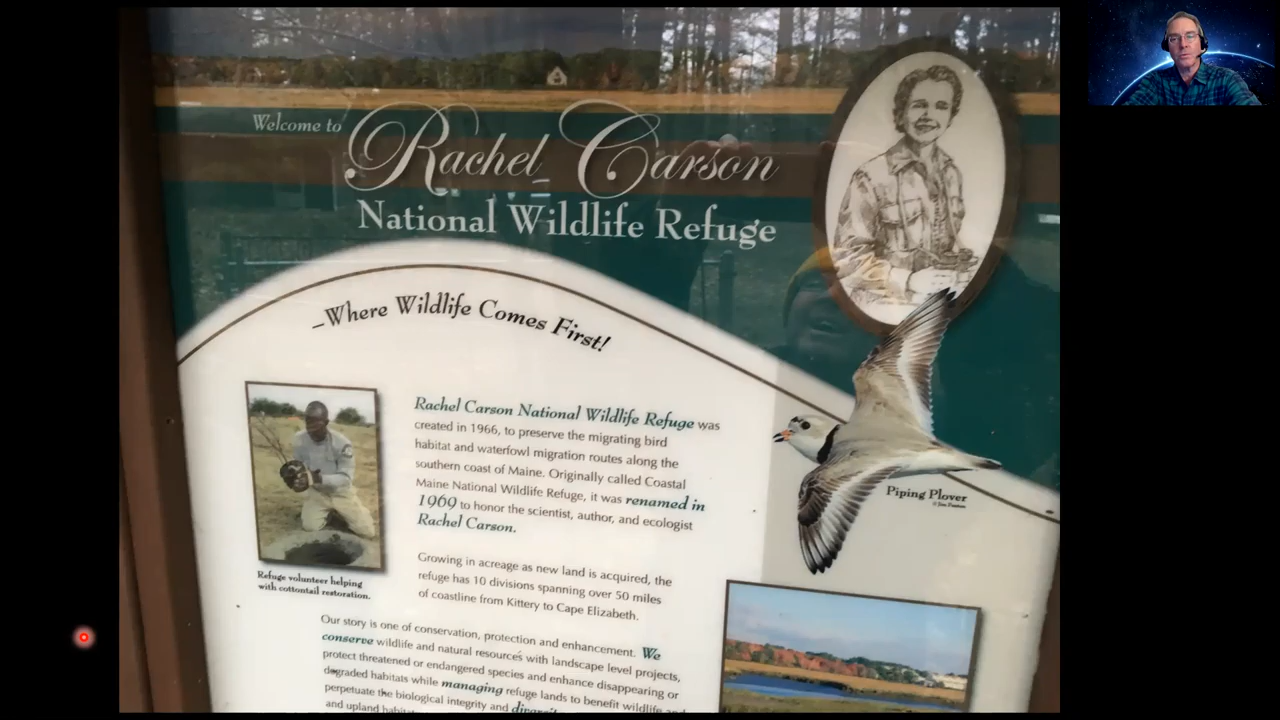 Welcome to
Rachel Carson
National Wildlife Refuge
–Where Wildlife Comes First!
Rachel Carson National Wildlife Refuge was
created in 1966, to preserve the migrating bird
habitat and waterfowl migration routes along the
southern coast of Maine. Originally called Coastal
Maine National Wildlife Refuge, it was renamed in
1969 to honor the scientist, author, and ecologist
Rachel Carson.
Piping Plover
Growing in acreage as new land is acquired, the
refuge has 10 divisions spanning over 50 miles
of coastline from Kittery to Cape Elizabeth.
Refuge volunteer helping
with cottontail restoration.
Our story is one of conservation, protection and enhancement. We
conserve wildlife and natural resources with landscape level projects,
protect threatened or endangered species and enhance disappearing or
degraded habitats while managing refuge lands to benefit wildlife and
perpetuate the biological integrity and
and upland